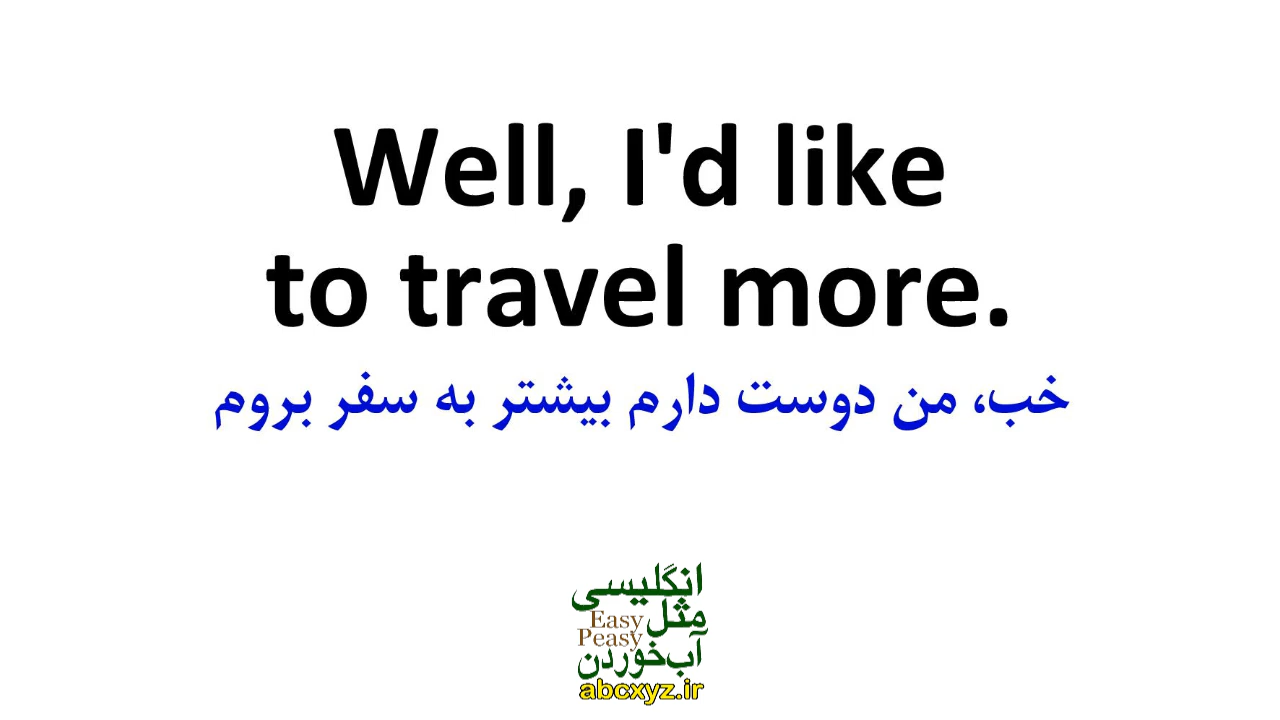 Well, I'd like
to travel more.
خب، من دوست دارم بیشتر به سفر بروم
انگلیسی
مثل
Easy
Peasy
آب‌خوردن
abcxyz.ir